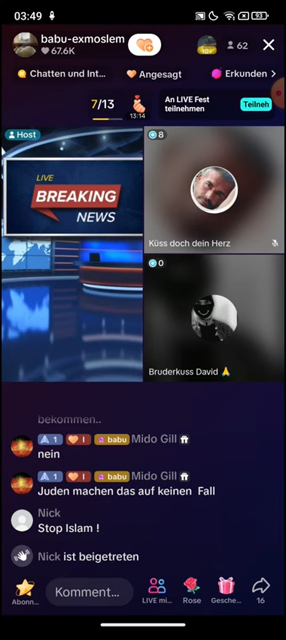 03:49
93
babu-exmoslem
67.6K
10+
62
Chatten und Int...
Angesagt
Erkunden
7/13
13:14
An LIVE Fest
teilnehmen
Teilneh
Host
LIVE
BREAKING
NEWS
8
Küss doch dein Herz
0
Bruderkuss David 🙏
bekommen..
1 I babu Mido Gill
nein
1 I babu Mido Gill
Juden machen das auf keinen Fall
Nick
Stop Islam !
Nick ist beigetreten
Abonn...
Komment...
LIVE mi...
Rose
Gesche...
16